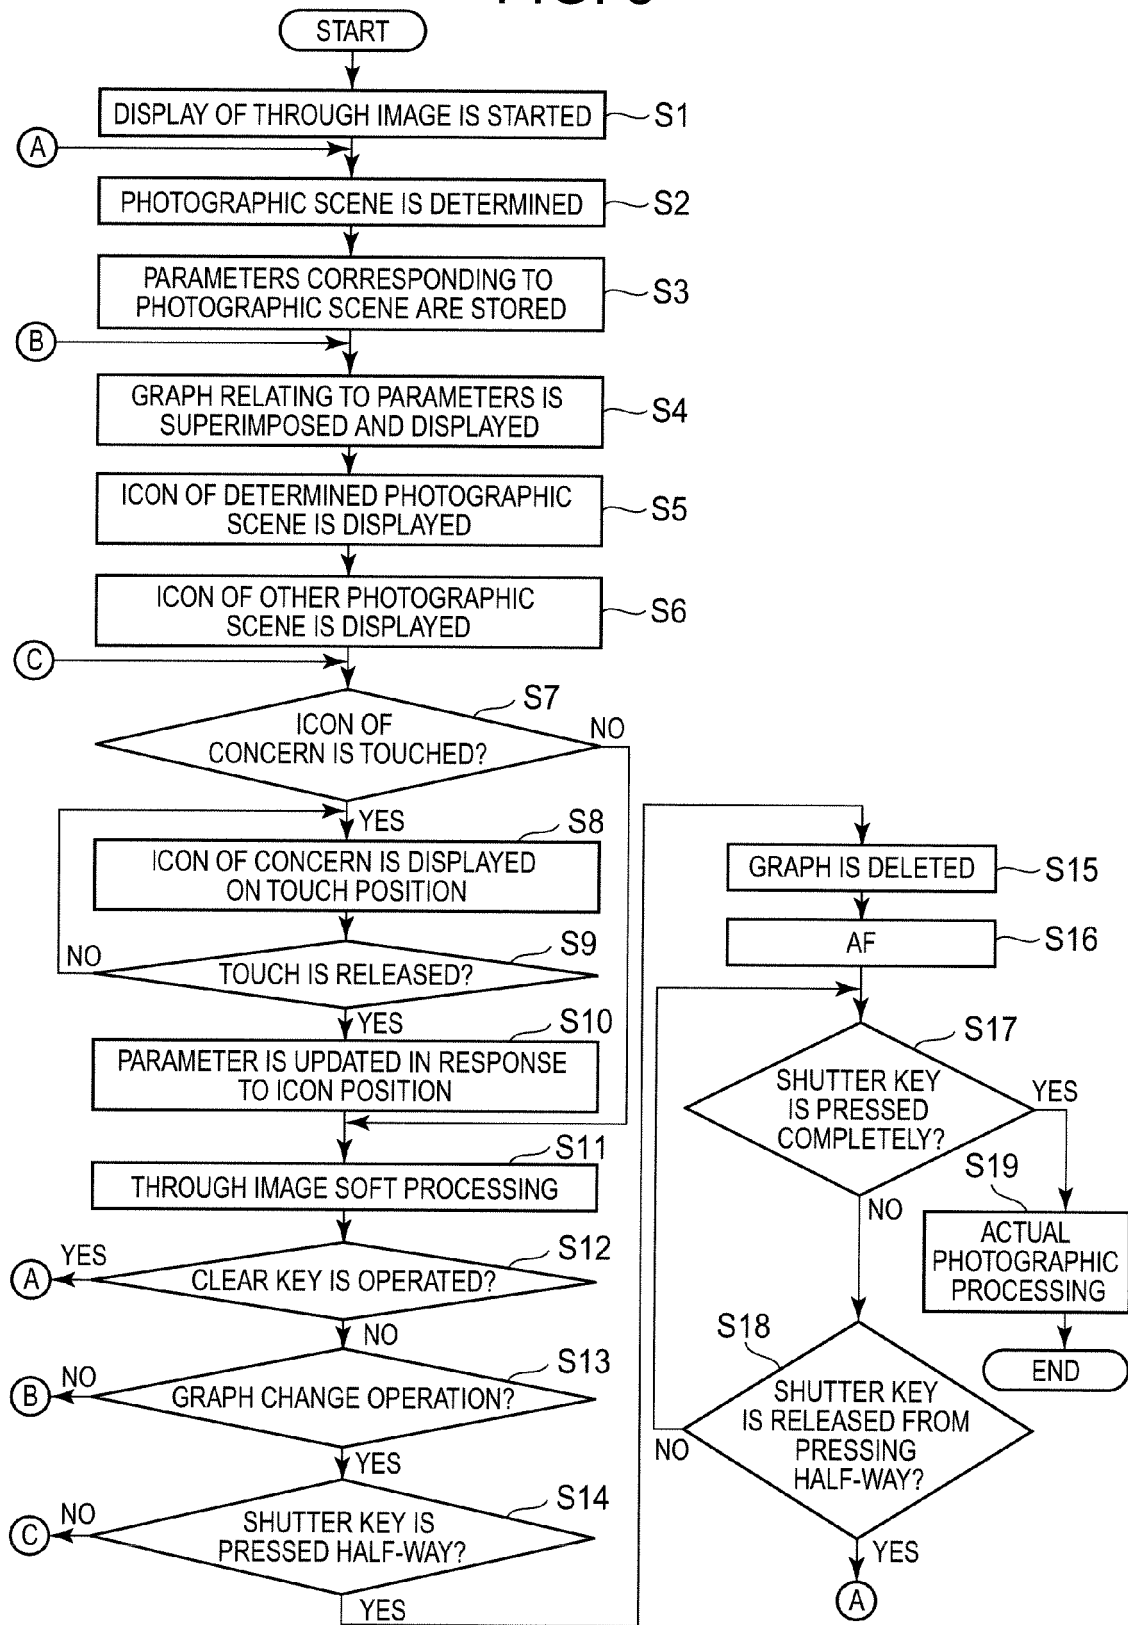 START
DISPLAY OF THROUGH IMAGE IS STARTED
S1
A
PHOTOGRAPHIC SCENE IS DETERMINED
S2
PARAMETERS CORRESPONDING TO
PHOTOGRAPHIC SCENE ARE STORED
S3
B
GRAPH RELATING TO PARAMETERS IS
SUPERIMPOSED AND DISPLAYED
S4
ICON OF DETERMINED PHOTOGRAPHIC
SCENE IS DISPLAYED
S5
ICON OF OTHER PHOTOGRAPHIC
SCENE IS DISPLAYED
S6
C
S7
ICON OF
CONCERN IS TOUCHED?
NO
YES
S8
ICON OF CONCERN IS DISPLAYED
ON TOUCH POSITION
S9
NO
TOUCH IS RELEASED?
YES
S10
PARAMETER IS UPDATED IN RESPONSE
TO ICON POSITION
S11
THROUGH IMAGE SOFT PROCESSING
S12
YES
A
CLEAR KEY IS OPERATED?
NO
S13
NO
B
GRAPH CHANGE OPERATION?
YES
S14
NO
C
SHUTTER KEY IS
PRESSED HALF-WAY?
YES
GRAPH IS DELETED
S15
AF
S16
S17
SHUTTER KEY
IS PRESSED
COMPLETELY?
YES
NO
S19
ACTUAL
PHOTOGRAPHIC
PROCESSING
END
S18
SHUTTER KEY
IS RELEASED FROM
PRESSING
HALF-WAY?
NO
YES
A